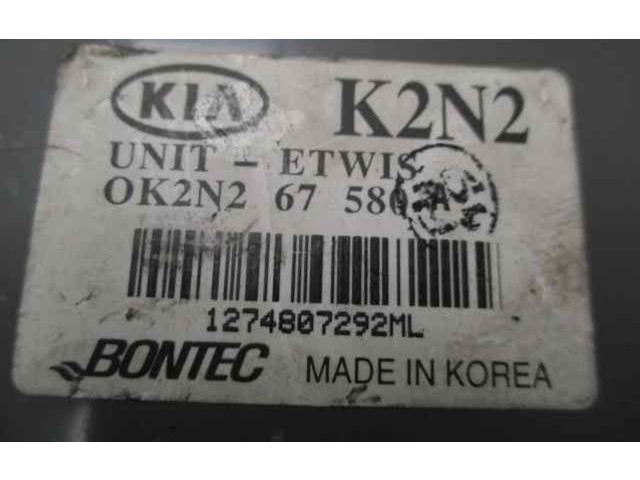 KIA K2N2
UNIT - ETWIS
OK2N2 67 580
1274807292ML
BONTEC MADE IN KOREA